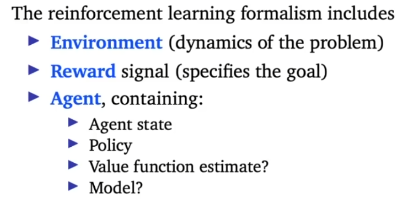 The reinforcement learning formalism includes
Environment (dynamics of the problem)
Reward signal (specifies the goal)
Agent, containing:
Agent state
Policy
Value function estimate?
Model?